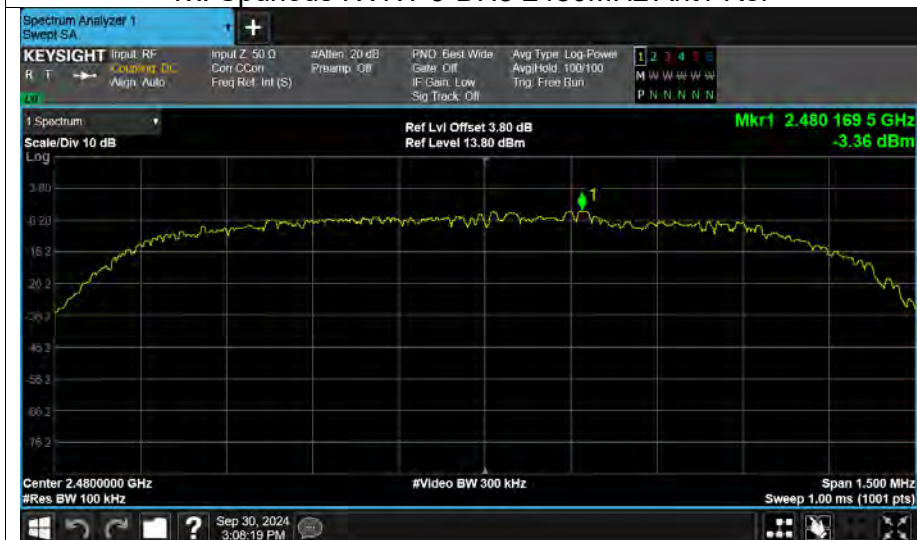 Spectrum Analyzer 1
Swept SA
+
KEYSIGHT Input: RF
R T Coupling: DC
Align: Auto
Input Z: 50 Ω
Corr CCorr
Freq Ref: Int (S)
#Atten: 20 dB
Preamp: Off
PNO: Best Wide
Gate: Off
IF Gain: Low
Sig Track: Off
Avg Type: Log-Power
Avg|Hold: 100/100
Trig: Free Run
1 2 3 4 5 6
M W W W W W
P N N N N N
1 Spectrum
Scale/Div 10 dB
Log
Ref Lvl Offset 3.80 dB
Ref Level 13.80 dBm
Mkr1 2.480 169 5 GHz
-3.36 dBm
1
3.80
-6.20
-16.2
-26.2
-36.2
-46.2
-56.2
-66.2
-76.2
Center 2.4800000 GHz
#Res BW 100 kHz
#Video BW 300 kHz
Span 1.500 MHz
Sweep 1.00 ms (1001 pts)
?
Sep 30, 2024
3:08:19 PM